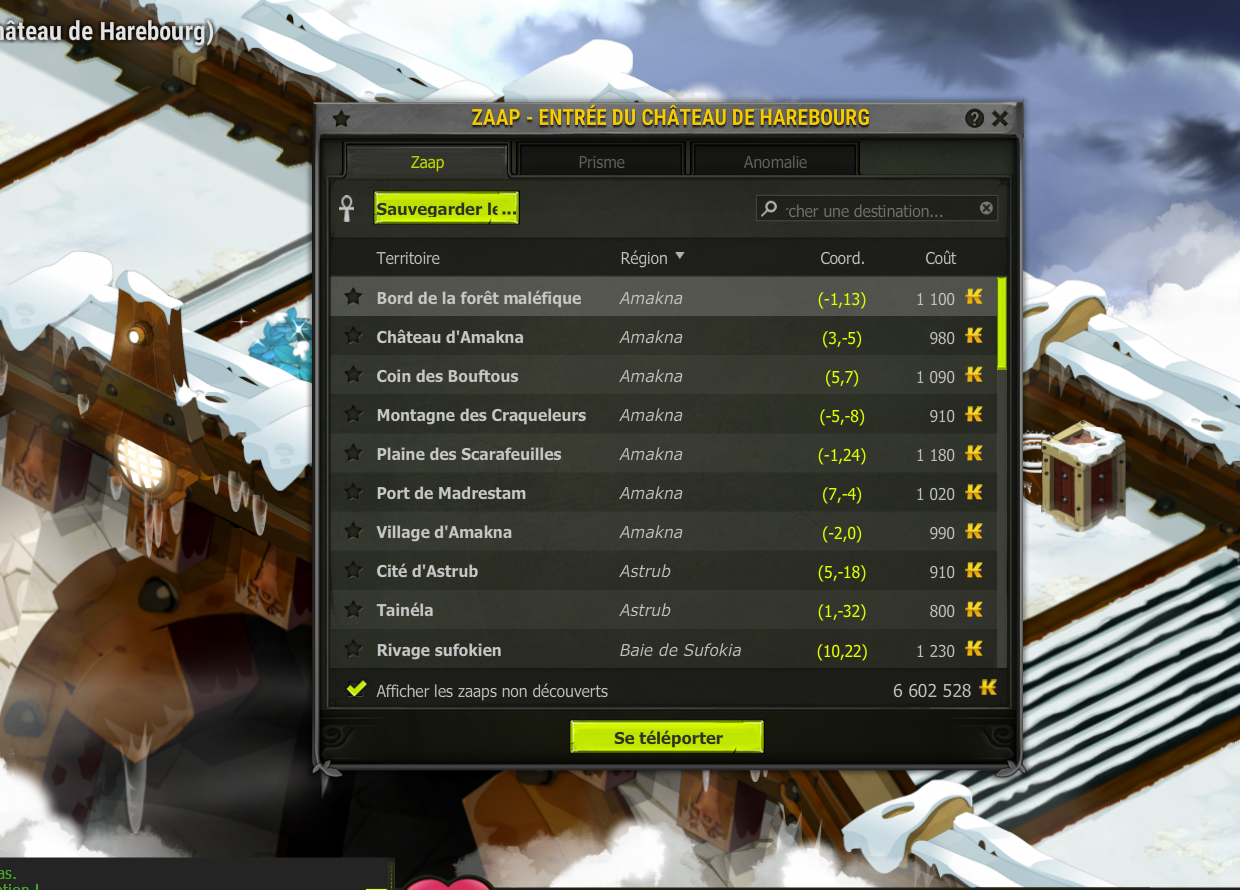 hâteau de Harebourg)
ZAAP - ENTRÉE DU CHÂTEAU DE HAREBOURG
Zaap Prisme Anomalie
Sauvegarder le... rcher une destination...
Territoire Région Coord. Coût
Bord de la forêt maléfique Amakna (-1,13) 1 100
Château d'Amakna Amakna (3,-5) 980
Coin des Bouftous Amakna (5,7) 1 090
Montagne des Craqueleurs Amakna (-5,-8) 910
Plaine des Scarafeuilles Amakna (-1,24) 1 180
Port de Madrestam Amakna (7,-4) 1 020
Village d'Amakna Amakna (-2,0) 990
Cité d'Astrub Astrub (5,-18) 910
Tainéla Astrub (1,-32) 800
Rivage sufokien Baie de Sufokia (10,22) 1 230
Afficher les zaaps non découverts 6 602 528
Se téléporter
as.